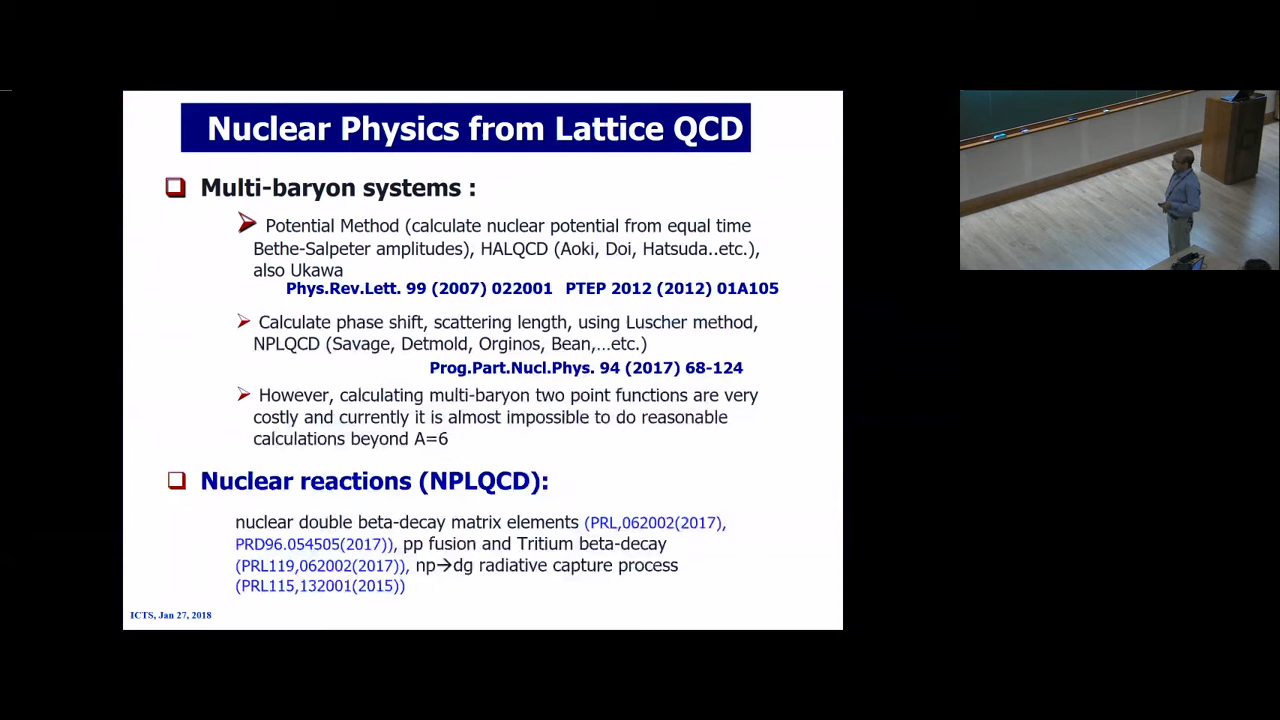 Nuclear Physics from Lattice QCD
Multi-baryon systems :
Potential Method (calculate nuclear potential from equal time
Bethe-Salpeter amplitudes), HALQCD (Aoki, Doi, Hatsuda..etc.),
also Ukawa
Phys.Rev.Lett. 99 (2007) 022001 PTEP 2012 (2012) 01A105
Calculate phase shift, scattering length, using Luscher method,
NPLQCD (Savage, Detmold, Orginos, Bean,...etc.)
Prog.Part.Nucl.Phys. 94 (2017) 68-124
However, calculating multi-baryon two point functions are very
costly and currently it is almost impossible to do reasonable
calculations beyond A=6
Nuclear reactions (NPLQCD):
nuclear double beta-decay matrix elements (PRL,062002(2017),
PRD96.054505(2017)), pp fusion and Tritium beta-decay
(PRL119,062002(2017)), np→dg radiative capture process
(PRL115,132001(2015))
ICTS, Jan 27, 2018